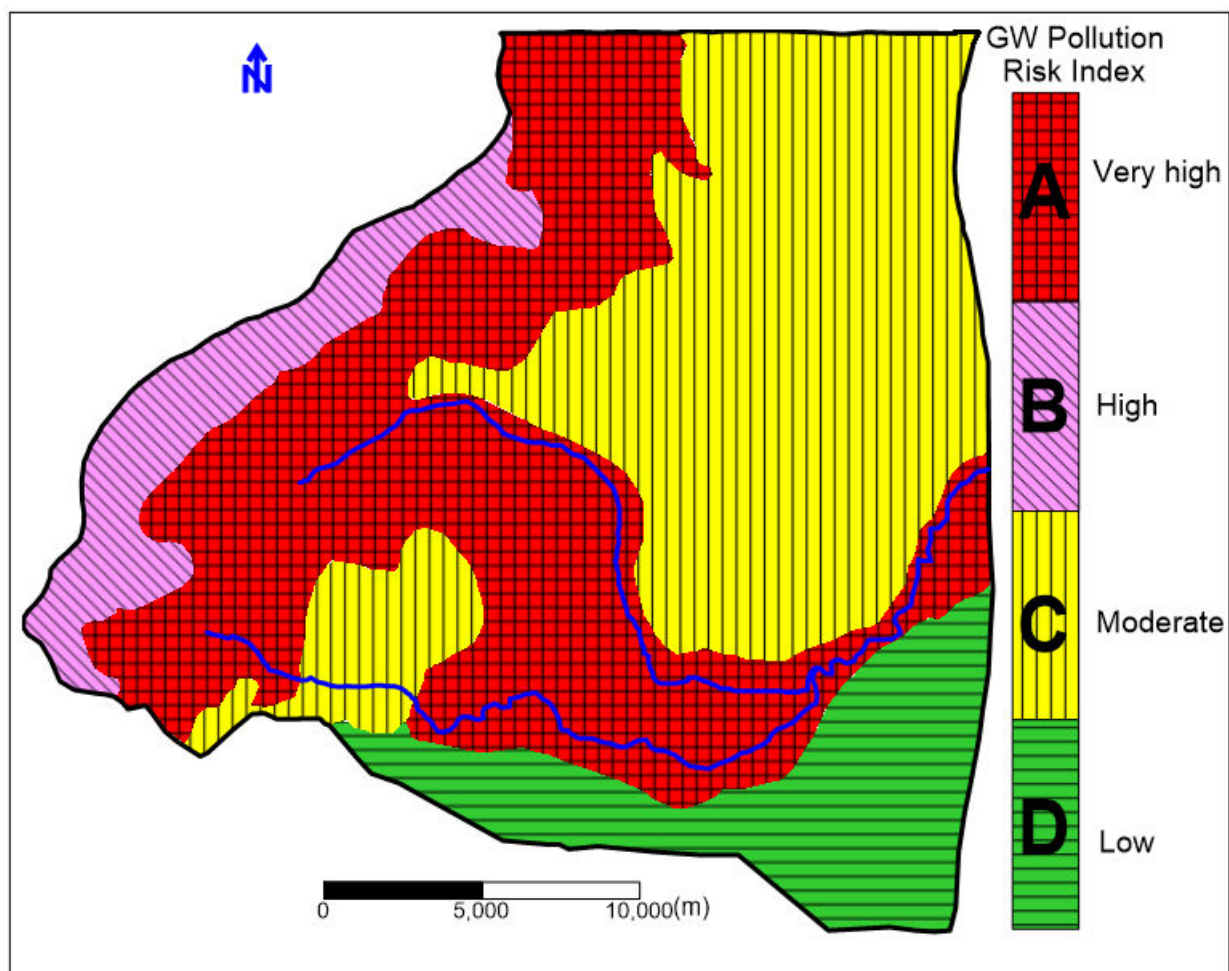 N
GW Pollution
Risk Index
A
Very high
B
High
C
Moderate
D
Low
0
5,000
10,000(m)